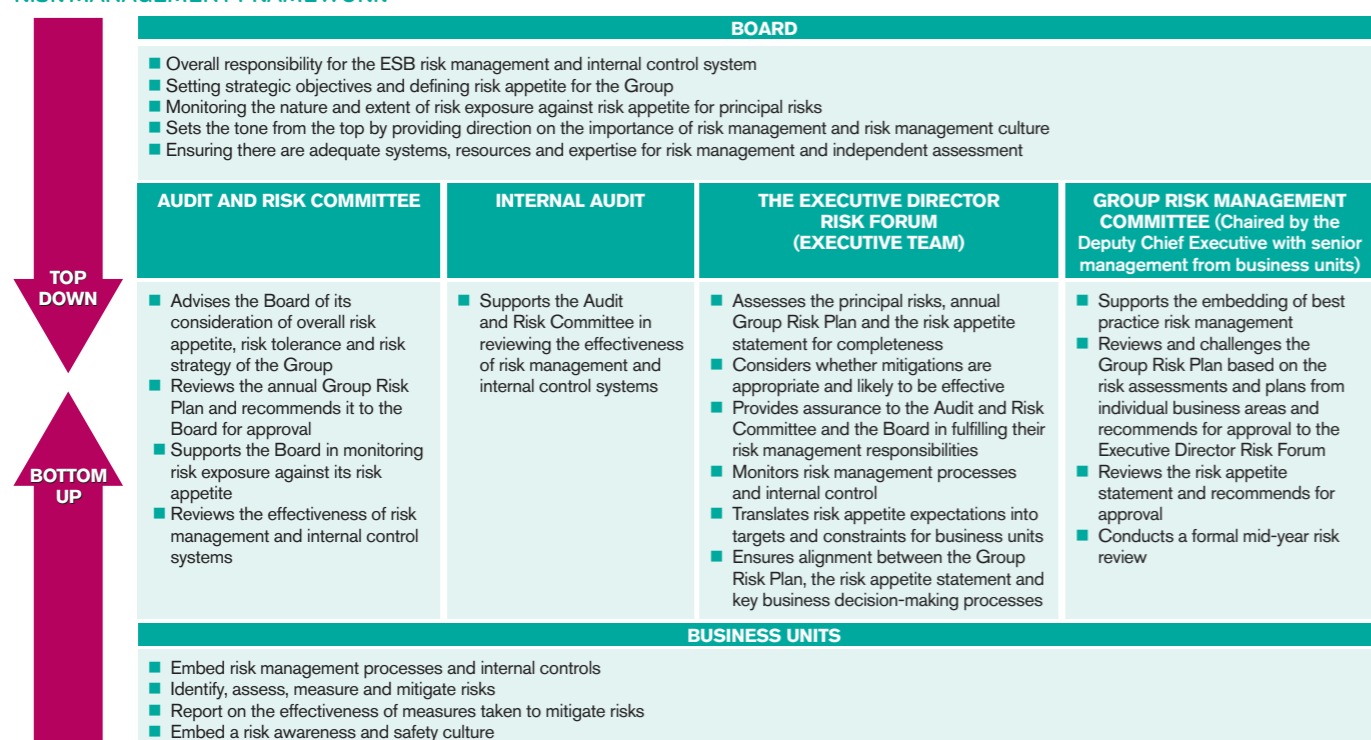 BOARD
Overall responsibility for the ESB risk management and internal control system
Setting strategic objectives and defining risk appetite for the Group
Monitoring the nature and extent of risk exposure against risk appetite for principal risks
Sets the tone from the top by providing direction on the importance of risk management and risk management culture
Ensuring there are adequate systems, resources and expertise for risk management and independent assessment
TOP
DOWN
BOTTOM
UP
AUDIT AND RISK COMMITTEE
Advises the Board of its
consideration of overall risk
appetite, risk tolerance and risk
strategy of the Group
Reviews the annual Group Risk
Plan and recommends it to the
Board for approval
Supports the Board in monitoring
risk exposure against its risk
appetite
Reviews the effectiveness of risk
management and internal control
systems
INTERNAL AUDIT
Supports the Audit
and Risk Committee in
reviewing the effectiveness
of risk management and
internal control systems
THE EXECUTIVE DIRECTOR
RISK FORUM
(EXECUTIVE TEAM)
Assesses the principal risks, annual
Group Risk Plan and the risk appetite
statement for completeness
Considers whether mitigations are
appropriate and likely to be effective
Provides assurance to the Audit and Risk
Committee and the Board in fulfilling their
risk management responsibilities
Monitors risk management processes
and internal control
Translates risk appetite expectations into
targets and constraints for business units
Ensures alignment between the Group
Risk Plan, the risk appetite statement and
key business decision-making processes
GROUP RISK MANAGEMENT
COMMITTEE (Chaired by the
Deputy Chief Executive with senior
management from business units)
Supports the embedding of best
practice risk management
Reviews and challenges the
Group Risk Plan based on the
risk assessments and plans from
individual business areas and
recommends for approval to the
Executive Director Risk Forum
Reviews the risk appetite
statement and recommends for
approval
Conducts a formal mid-year risk
review
BUSINESS UNITS
Embed risk management processes and internal controls
Identify, assess, measure and mitigate risks
Report on the effectiveness of measures taken to mitigate risks
Embed a risk awareness and safety culture